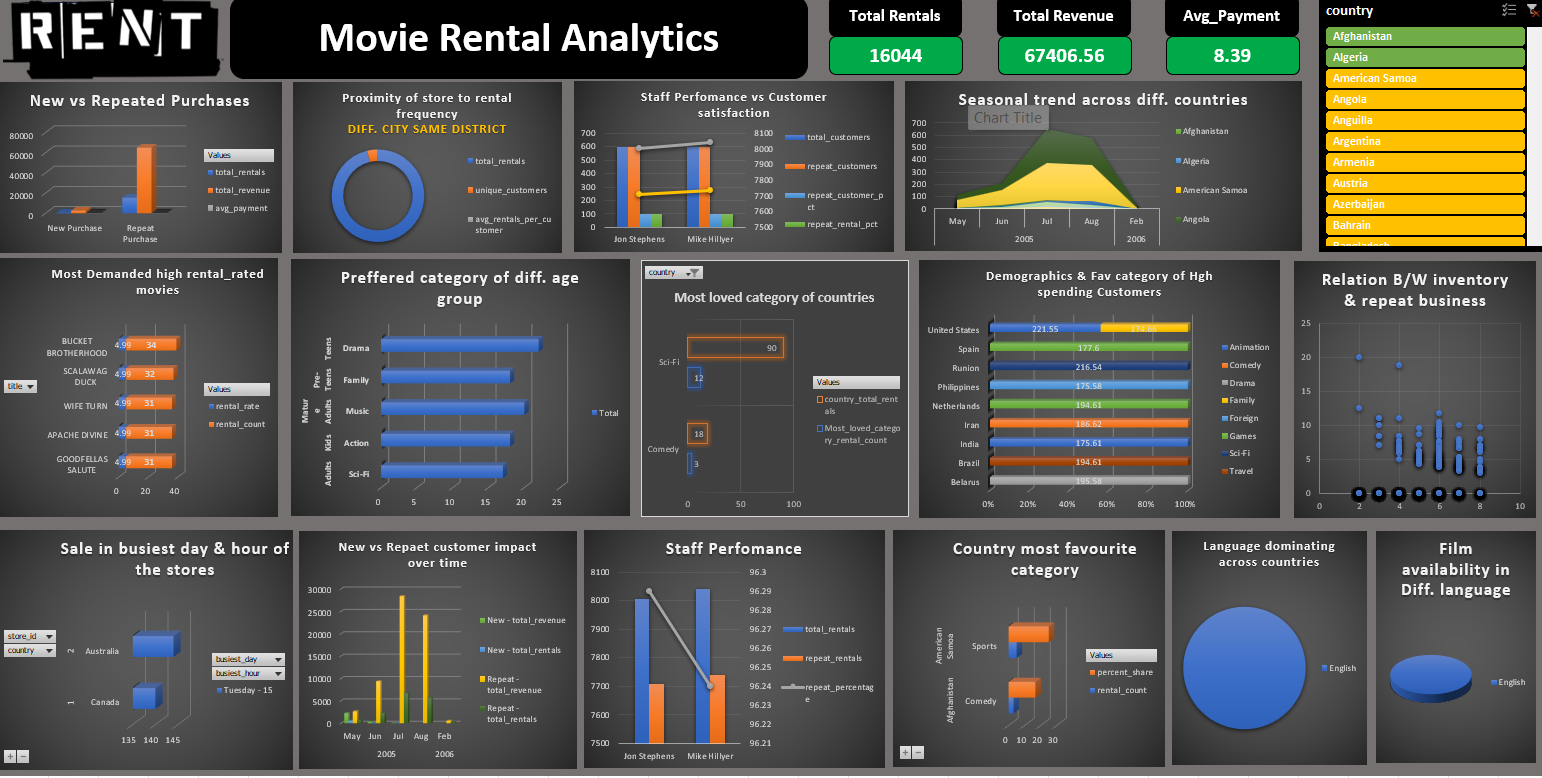 RENT
Movie Rental Analytics
Total Rentals
16044
Total Revenue
67406.56
Avg_Payment
8.39
country
Afghanistan
Algeria
American Samoa
Angola
Anguilla
Argentina
Armenia
Austria
Azerbaijan
Bahrain
Bangladesh
New vs Repeated Purchases
80000
60000
40000
20000
0
New Purchase
Repeat
Purchase
Values
total_rentals
total_revenue
avg_payment
Proximity of store to rental
frequency
DIFF. CITY SAME DISTRICT
total_rentals
unique_customers
avg_rentals_per_cu
stomer
Staff Perfomance vs Customer
satisfaction
700
600
500
400
300
200
100
0
8100
8000
7900
7800
7700
7600
7500
Jon Stephens
Mike Hillyer
total_customers
repeat_customers
repeat_customer_p
ct
repeat_rental_pct
Seasonal trend across diff. countries
Chart Title
700
600
500
400
300
200
100
0
May
Jun
Jul
Aug
Feb
2005
2006
Afghanistan
Algeria
American Samoa
Angola
Most Demanded high rental_rated
movies
title
BUCKET
BROTHERHOOD
4.99 34
SCALAWAG
DUCK
4.99 32
WIFE TURN
4.99 31
APACHE DIVINE
4.99 31
GOODFELLAS
SALUTE
4.99 31
0 20 40
Values
rental_rate
rental_count
Preffered category of diff. age
group
Teens
Pre-
Teens
Matur
e
Adults
Kids
Adults
Drama
Family
Music
Action
Sci-Fi
0 5 10 15 20 25
Total
country
Most loved category of countries
Sci-Fi
90
12
Comedy
18
3
0 50 100
Values
country_total_rent
als
Most_loved_catego
ry_rental_count
Demographics & Fav category of Hgh
spending Customers
United States
221.55
Spain
177.6
Runion
216.54
Philippines
175.58
Netherlands
194.61
Iran
186.62
India
175.61
Brazil
194.61
Belarus
195.58
0% 20% 40% 60% 80% 100%
Animation
Comedy
Drama
Family
Foreign
Games
Sci-Fi
Travel
Relation B/W inventory
& repeat business
25
20
15
10
5
0
0 2 4 6 8 10
Sale in busiest day & hour of
the stores
store_id
country
2
Australia
1
Canada
135 140 145
busiest_day
busiest_hour
Tuesday - 15
+ −
New vs Repaet customer impact
over time
30000
25000
20000
15000
10000
5000
0
May Jun Jul Aug Feb
2005 2006
New - total_revenue
New - total_rentals
Repeat -
total_revenue
Repeat -
total_rentals
Staff Perfomance
8100
8000
7900
7800
7700
7600
7500
96.3
96.29
96.28
96.27
96.26
96.25
96.24
96.23
96.22
96.21
Jon Stephens
Mike Hillyer
total_rentals
repeat_rentals
repeat_percentag
e
Country most favourite
category
American
Samoa
Sports
Afghanistan
Comedy
0 10 20 30
Values
percent_share
rental_count
+ −
Language dominating
across countries
English
Film
availability in
Diff. language
English